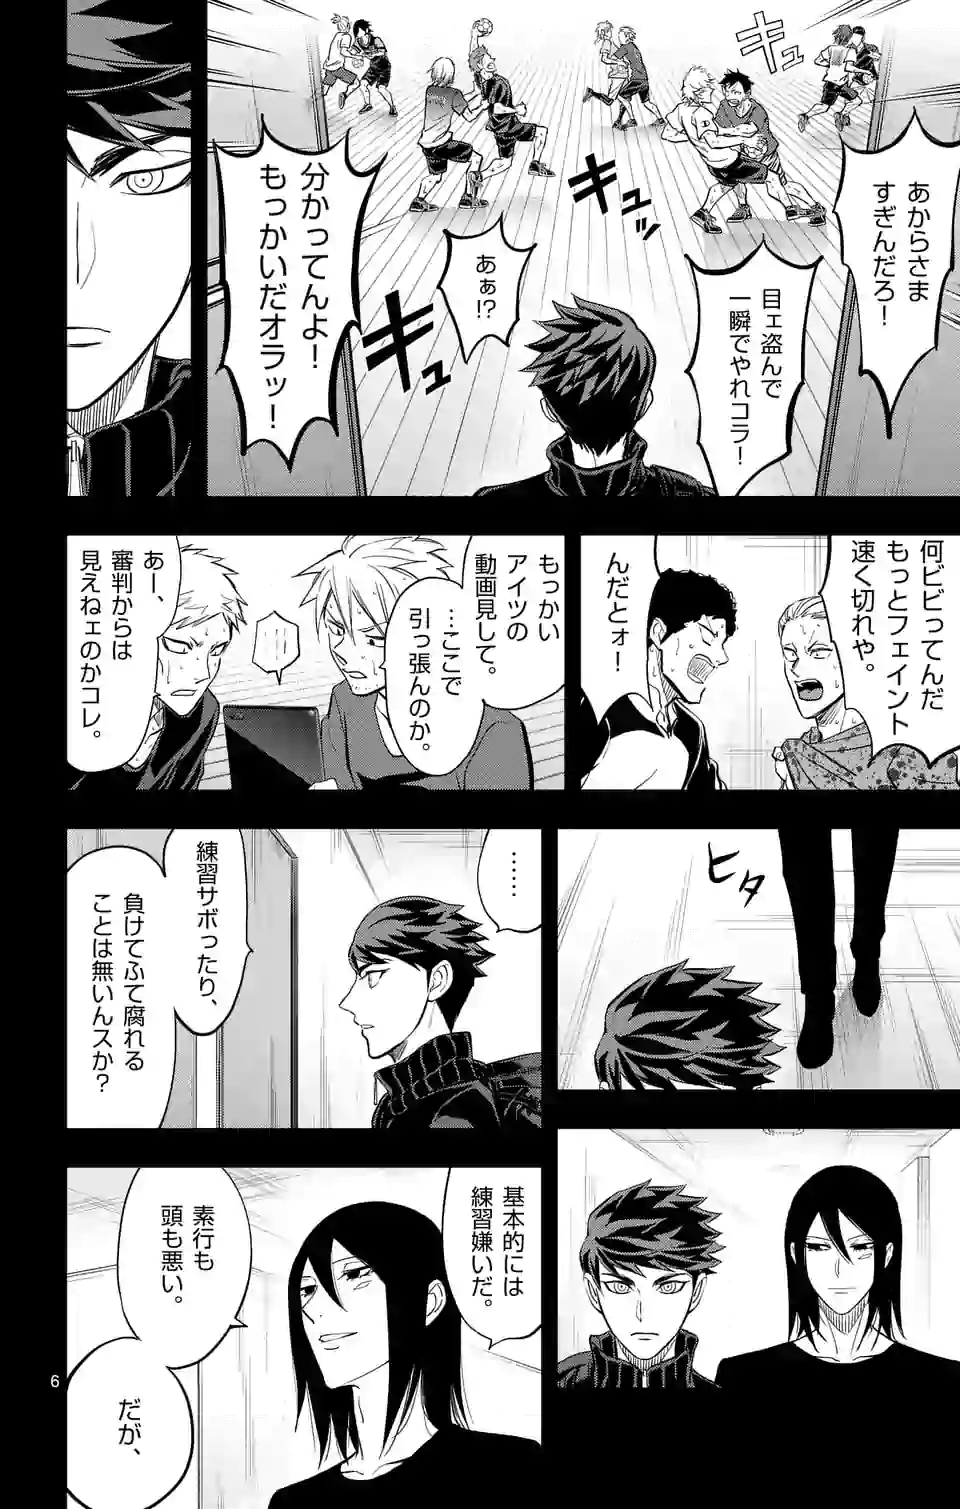 キュ
あからさま
すぎんだろ！
目ェ盗んで
一瞬でやれコラ！
あぁ!?
キュッ
キュ
分かってんよ！
もっかいだオラッ！
何ビビってんだ
もっとフェイント
速く切れや。
んだとォ！
もっかい
アイツの
動画見して。
…ここで
引っ張んのか。
…
あー、
審判からは
見えねェのかコレ。
ヒタ
……
練習サボったり、
負けてふて腐れる
ことは無いんスか？
基本的には
練習嫌いだ。
素行も
頭も悪い。
だが、
6